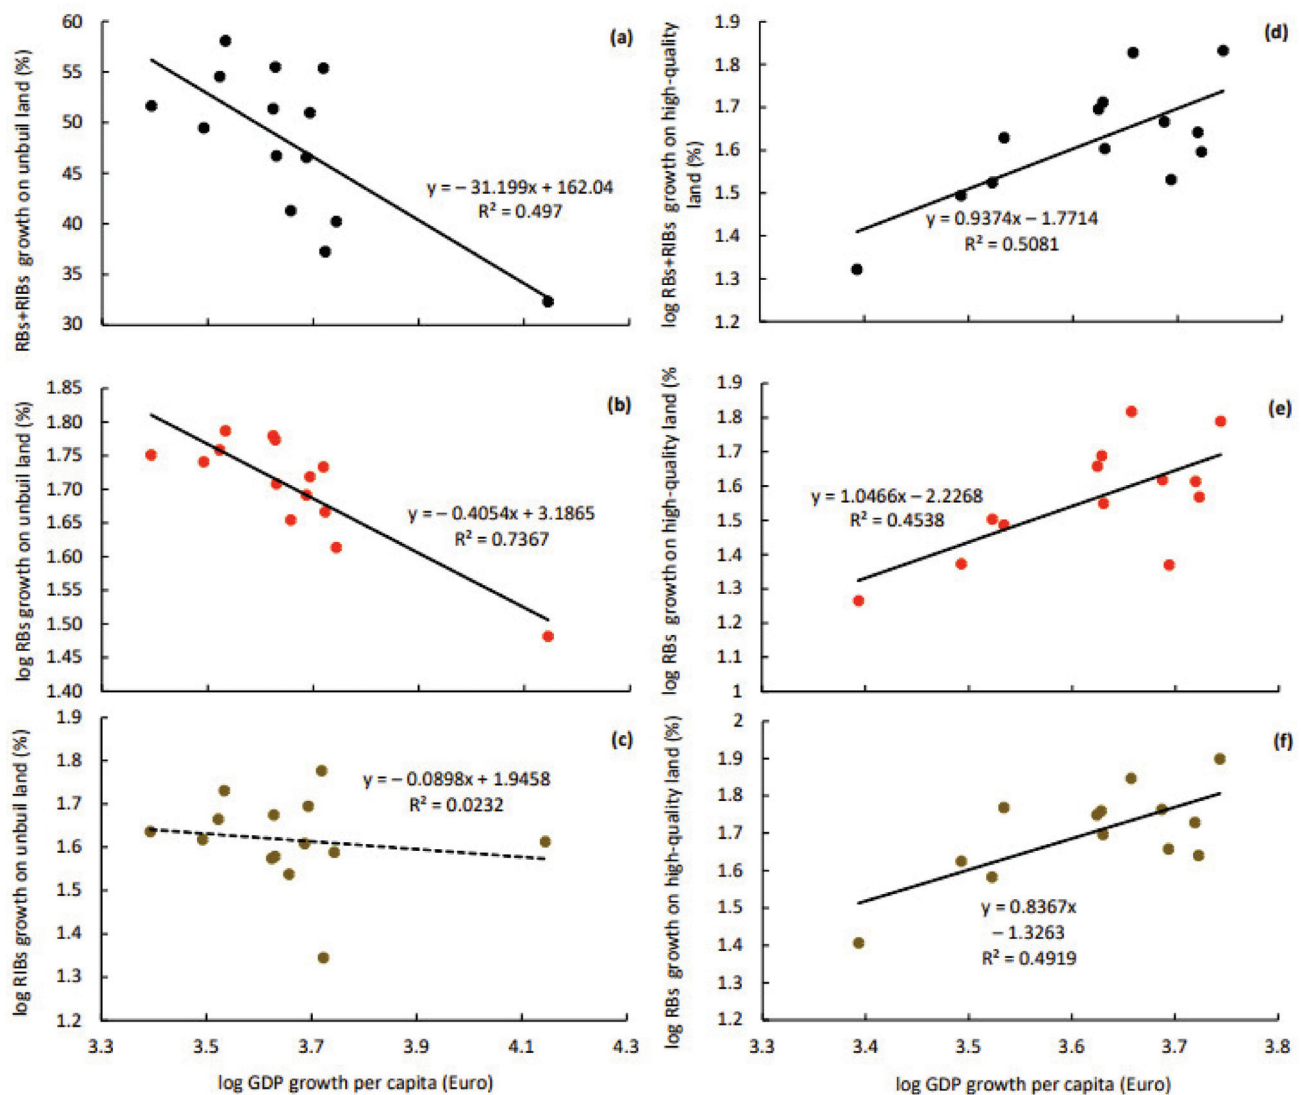 RBs+RIBs growth on unbuil land (%)
60
55
50
45
40
35
30
(a)
y = – 31.199x + 162.04
R² = 0.497
log RBs+RIBs growth on high-quality
land (%)
1.9
1.8
1.7
1.6
1.5
1.4
1.3
1.2
(d)
y = 0.9374x – 1.7714
R² = 0.5081
log RBs growth on unbuil land (%)
1.85
1.80
1.75
1.70
1.65
1.60
1.55
1.50
1.45
1.40
(b)
y = – 0.4054x + 3.1865
R² = 0.7367
log RBs growth on high-quality land (%
1.9
1.8
1.7
1.6
1.5
1.4
1.3
1.2
1.1
1
(e)
y = 1.0466x – 2.2268
R² = 0.4538
log RIBs growth on unbuil land (%)
1.9
1.8
1.7
1.6
1.5
1.4
1.3
1.2
(c)
y = – 0.0898x + 1.9458
R² = 0.0232
3.3 3.5 3.7 3.9 4.1 4.3
log GDP growth per capita (Euro)
log RBs growth on high-quality land (%)
2
1.9
1.8
1.7
1.6
1.5
1.4
1.3
1.2
(f)
y = 0.8367x
– 1.3263
R² = 0.4919
3.3 3.4 3.5 3.6 3.7 3.8
log GDP growth per capita (Euro)